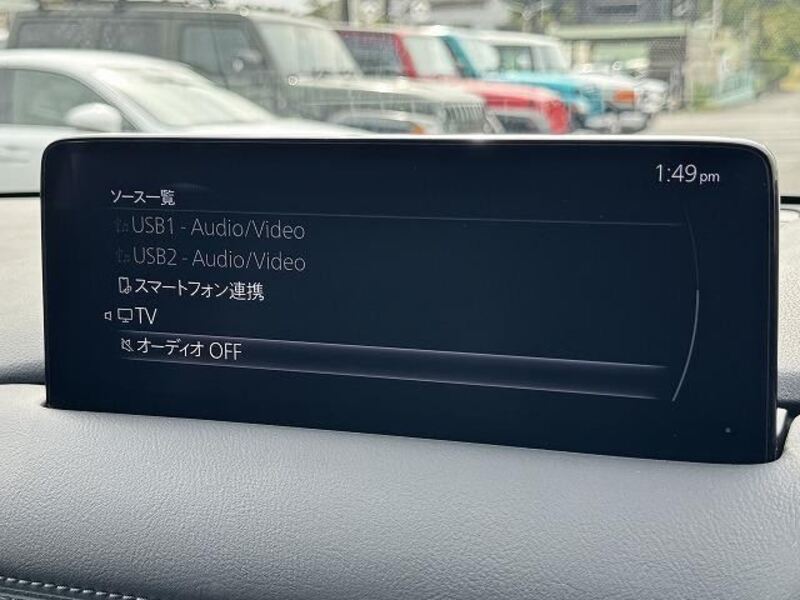 1:49 pm
ソース一覧
USB1 - Audio/Video
USB2 - Audio/Video
スマートフォン連携
TV
オーディオ OFF